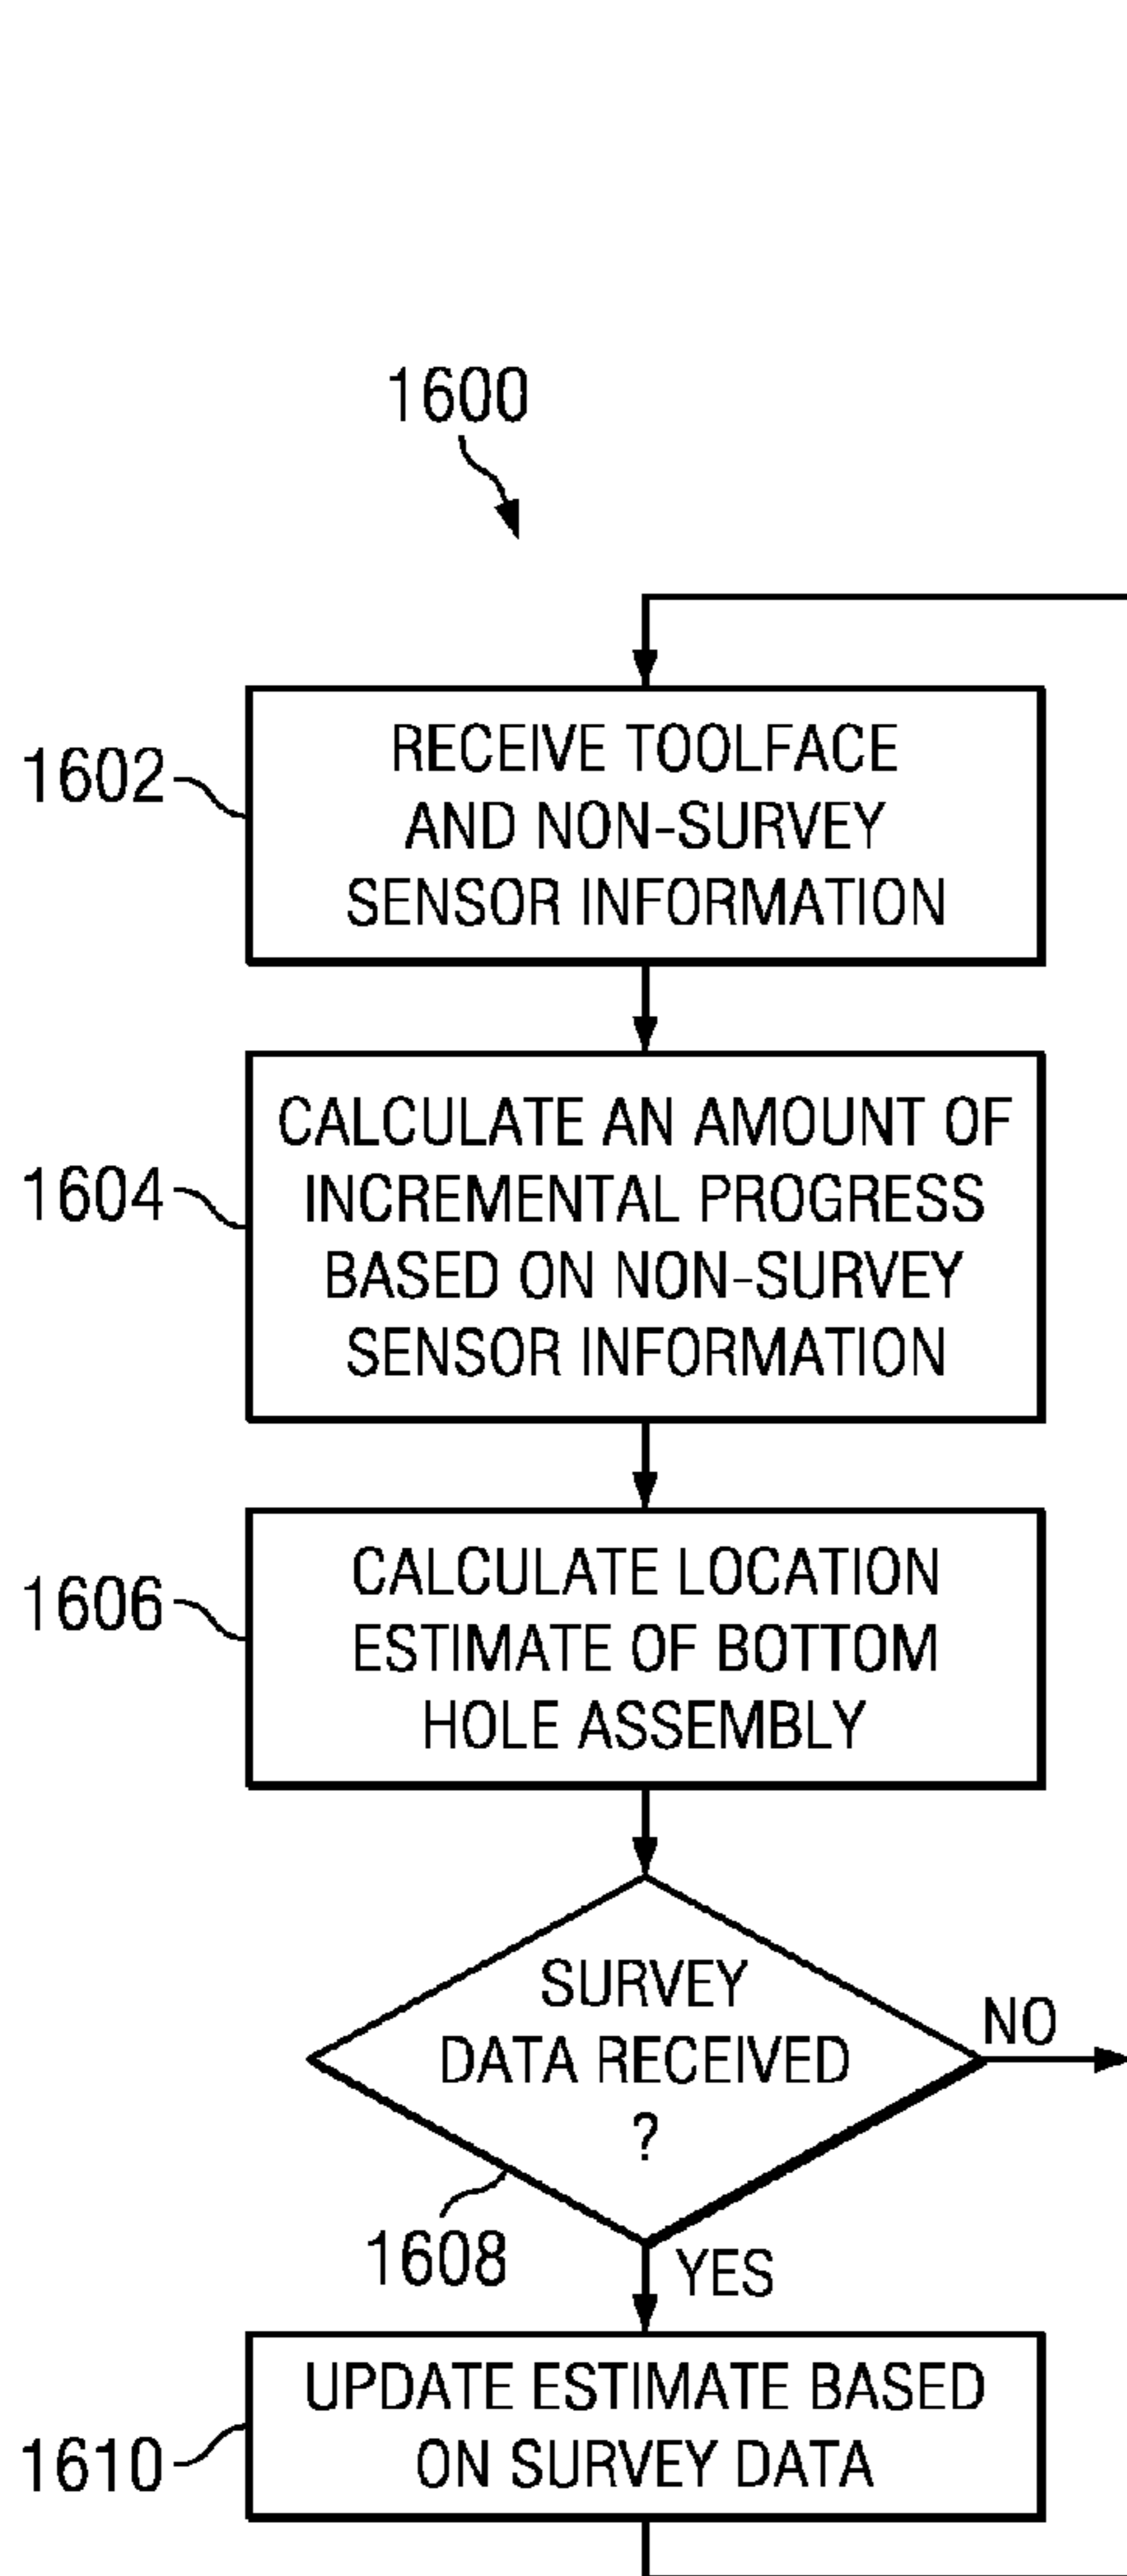 1600
1602
RECEIVE TOOLFACE
AND NON-SURVEY
SENSOR INFORMATION
1604
CALCULATE AN AMOUNT OF
INCREMENTAL PROGRESS
BASED ON NON-SURVEY
SENSOR INFORMATION
1606
CALCULATE LOCATION
ESTIMATE OF BOTTOM
HOLE ASSEMBLY
SURVEY
DATA RECEIVED
?
NO
1608
YES
1610
UPDATE ESTIMATE BASED
ON SURVEY DATA